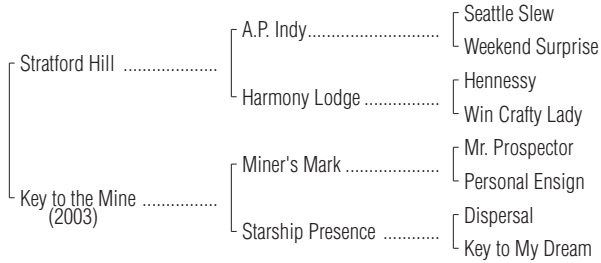 Seattle Slew
A.P. Indy..............................
Weekend Surprise
Stratford Hill .....................
Hennessy
Harmony Lodge .................
Win Crafty Lady
Mr. Prospector
Miner's Mark .....................
Personal Ensign
Key to the Mine .................
(2003)
Dispersal
Starship Presence .............
Key to My Dream